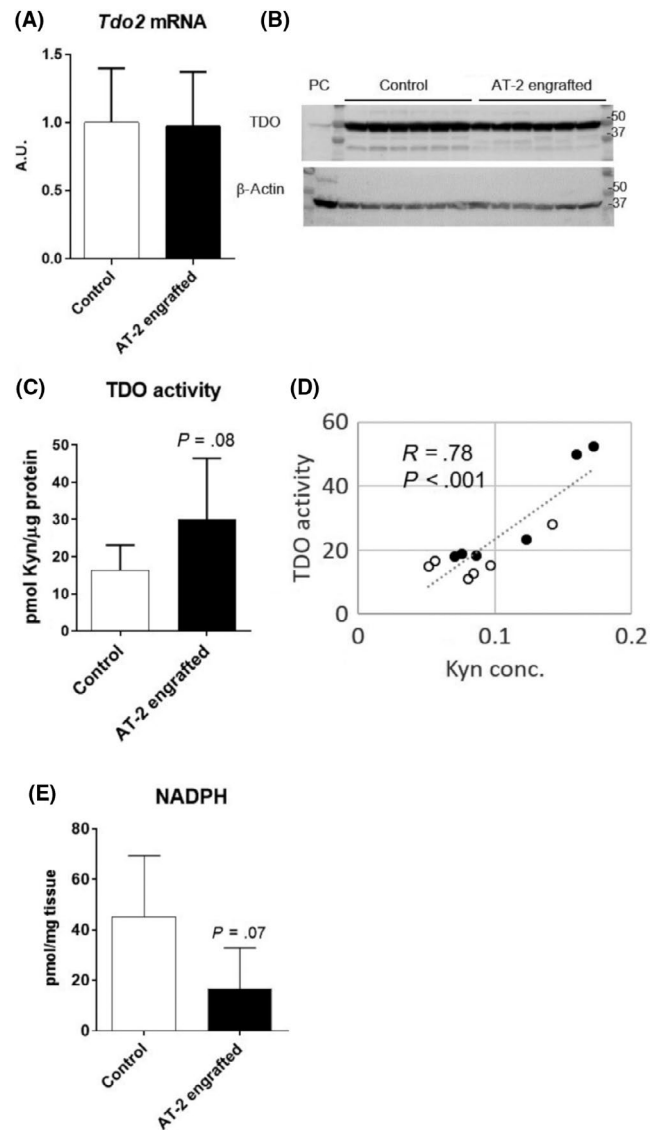 (A)
Tdo2 mRNA
1.5
1.0
0.5
0.0
A.U.
Control
AT-2 engrafted
(B)
PC
Control
AT-2 engrafted
TDO
-50
-37
β-Actin
-50
-37
(C)
TDO activity
P = .08
50
40
30
20
10
0
pmol Kyn/μg protein
Control
AT-2 engrafted
(D)
R = .78
P < .001
60
40
20
0
TDO activity
0
0.1
0.2
Kyn conc.
(E)
NADPH
80
60
40
20
0
pmol/mg tissue
P = .07
Control
AT-2 engrafted